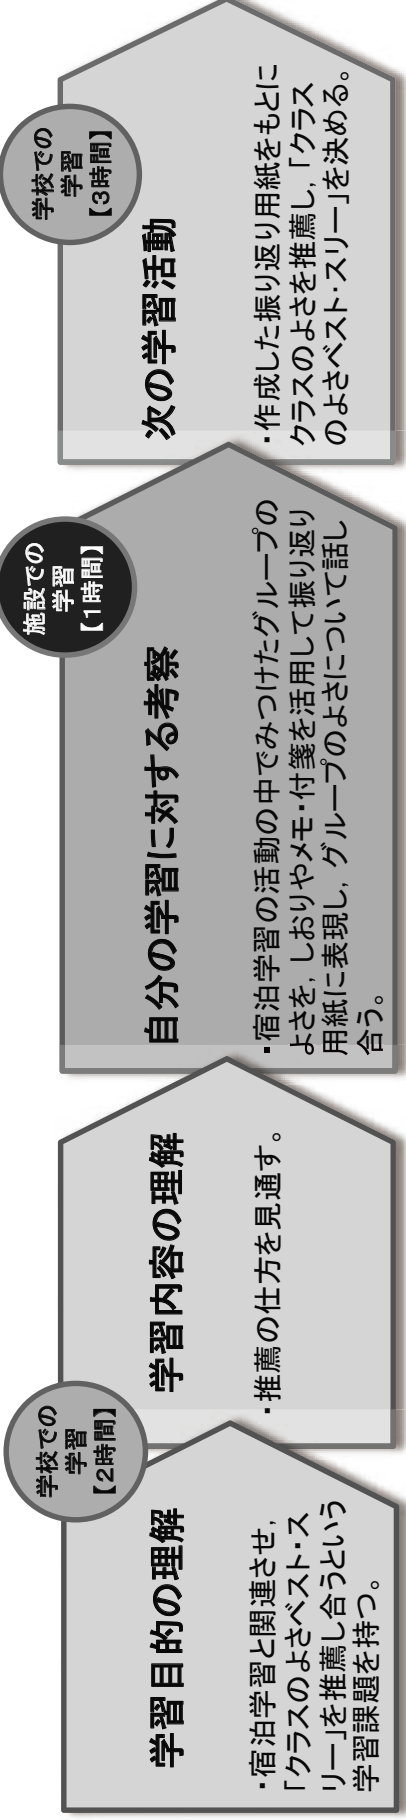 学習目的の理解
・宿泊学習と関連させ,
「クラスのよさベスト・ス
リー」を推薦し合うという
学習課題を持つ。
学校での
学習
【2時間】
学習内容の理解
・推薦の仕方を見通す。
施設での
学習
【1時間】
自分の学習に対する考察
・宿泊学習の活動の中でみつけたグループの
よさを, しおりやメモ・付箋を活用して振り返り
用紙に表現し, グループのよさについて話し
合う。
学校での
学習
【3時間】
次の学習活動
・作成した振り返り用紙をもとに
クラスのよさを推薦し, 「クラス
のよさベスト・スリー」を決める。